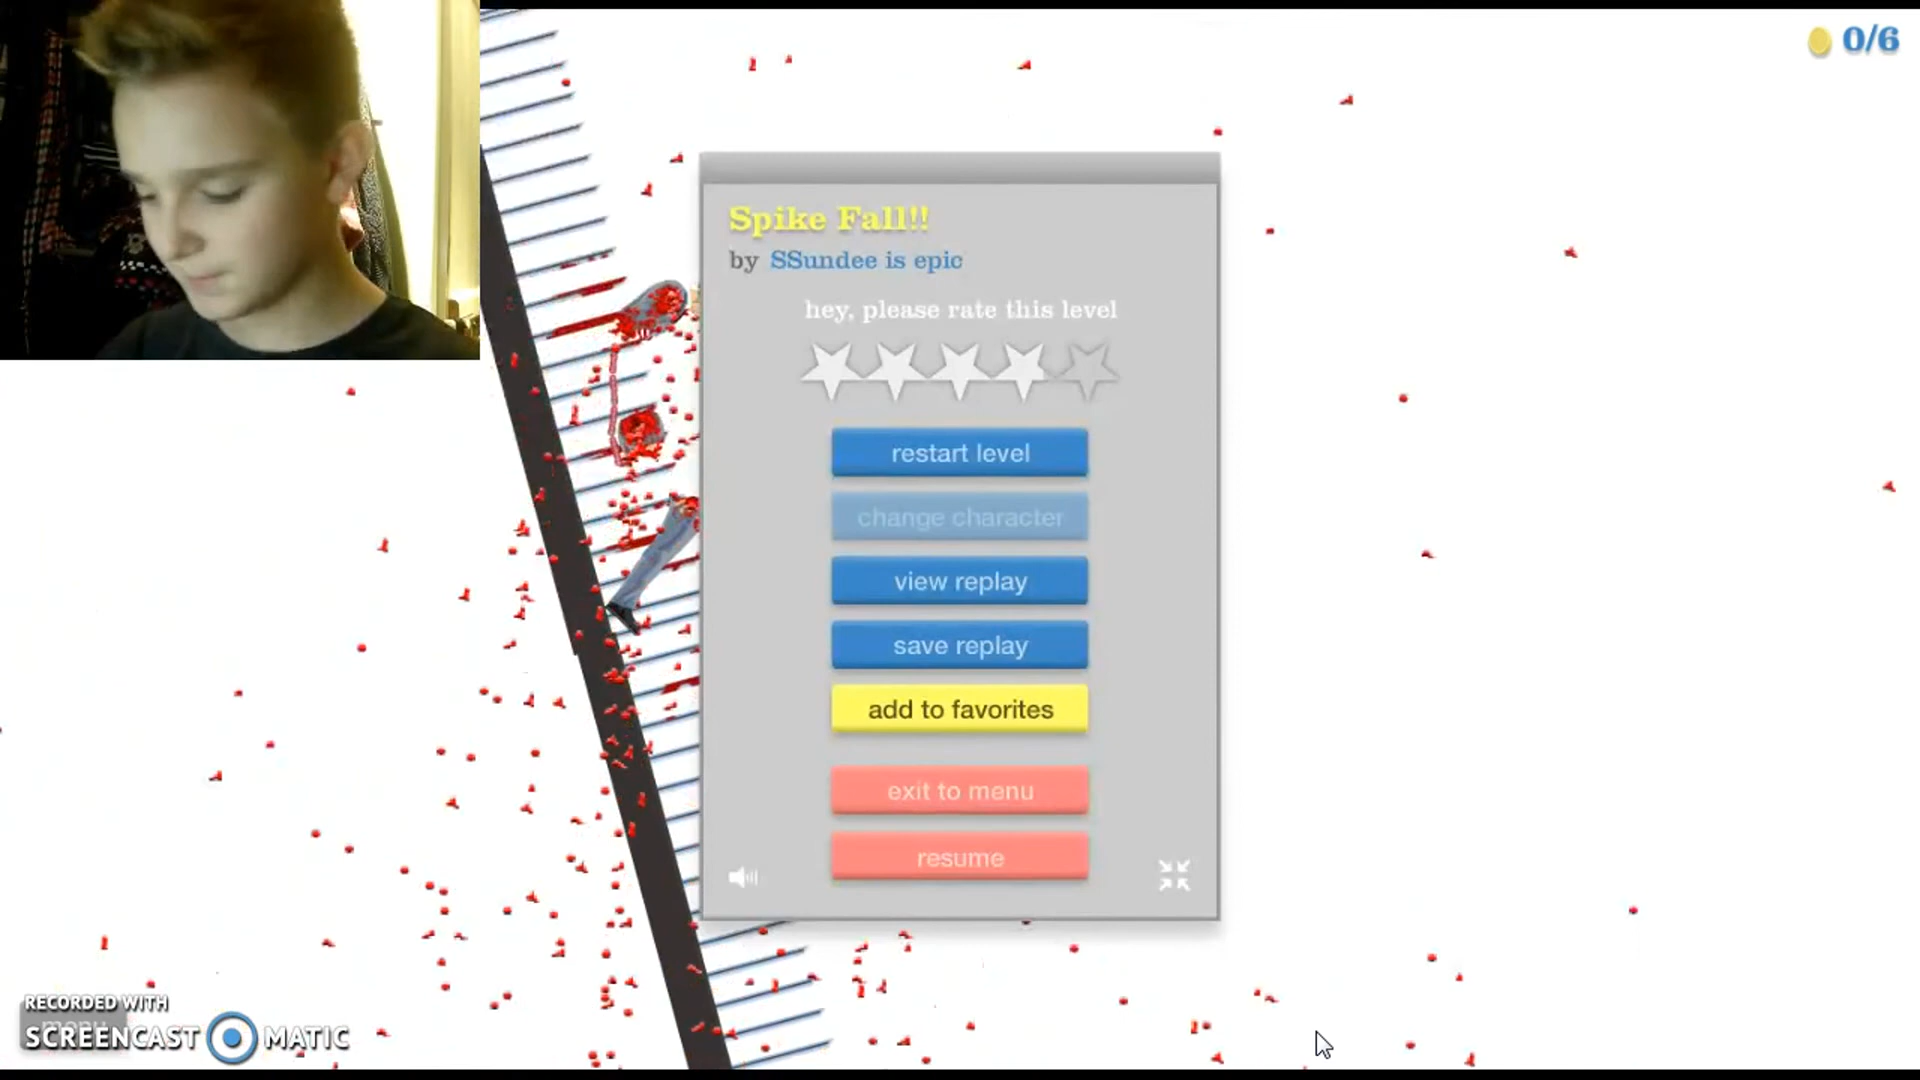 0/6
Spike Fall!!
by SSundee is epic
hey, please rate this level
restart level
change character
view replay
save replay
add to favorites
exit to menu
resume
RECORDED WITH
menu
SCREENCAST MATIC